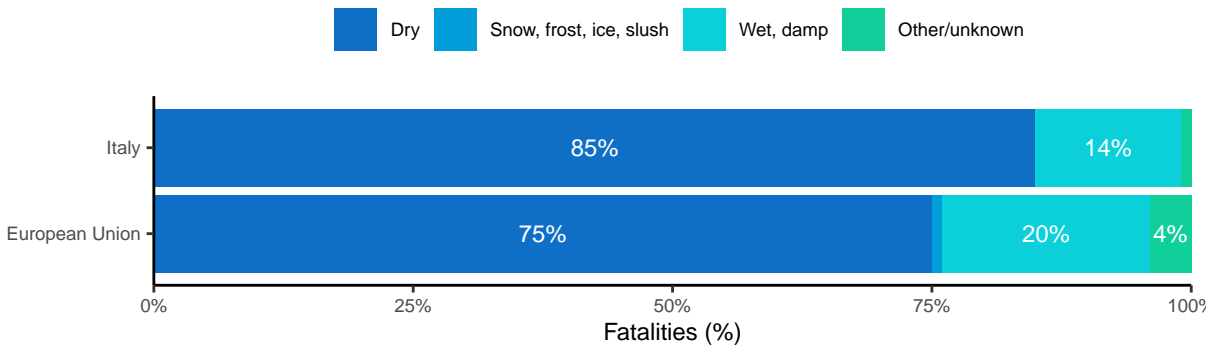 Dry Snow, frost, ice, slush Wet, damp Other/unknown
Italy 85% 14%
European Union 75% 20% 4%
0% 25% 50% 75% 100%
Fatalities (%)